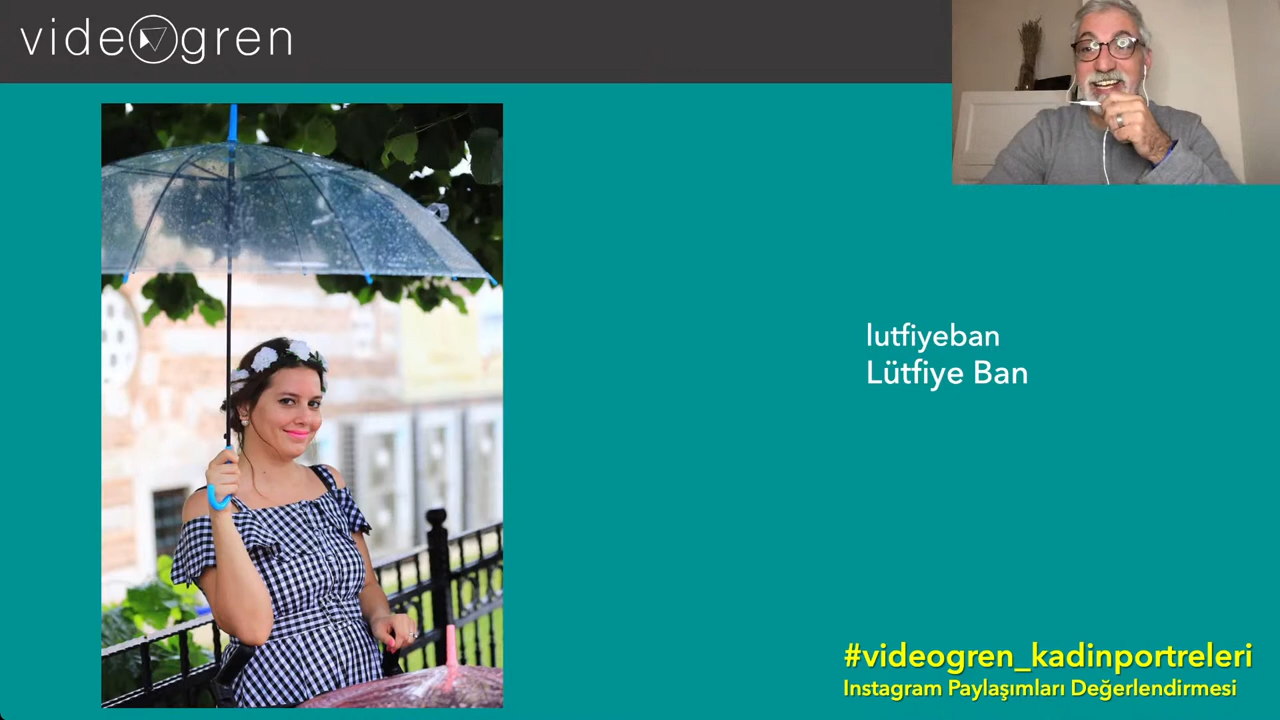 videogren
lutfiyeban
Lütfiye Ban
#videogren_kadinportreleri
Instagram Paylaşımları Değerlendirmesi